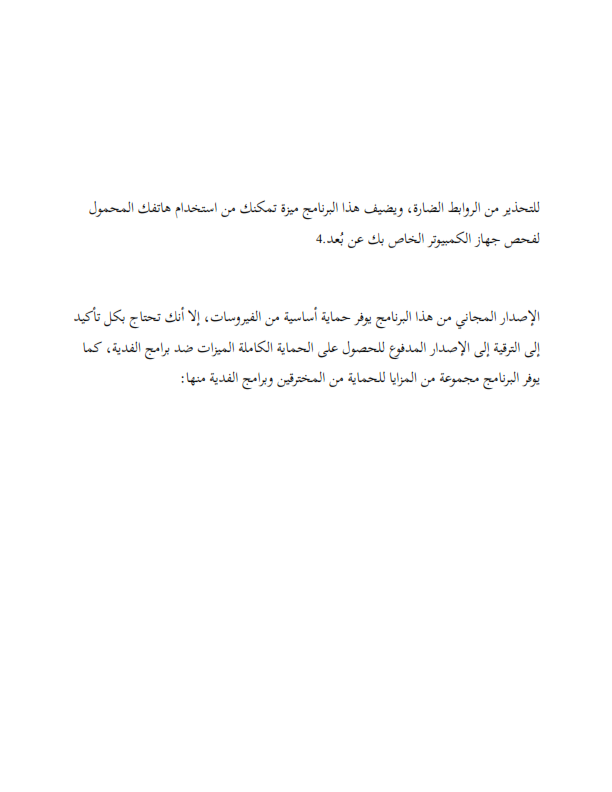 للتحذير من الروابط الضارة، ويضيف هذا البرنامج ميزة تمكنك من استخدام هاتفك المحمول
لفحص جهاز الكمبيوتر الخاص بك عن بُعد.4
الإصدار المجاني من هذا البرنامج يوفر حماية أساسية من الفيروسات، إلا أنك تحتاج بكل تأكيد
إلى الترقية إلى الإصدار المدفوع للحصول على الحماية الكاملة الميزات ضد برامج الفدية، كما
يوفر البرنامج مجموعة من المزايا للحماية من المخترقين وبرامج الفدية منها: